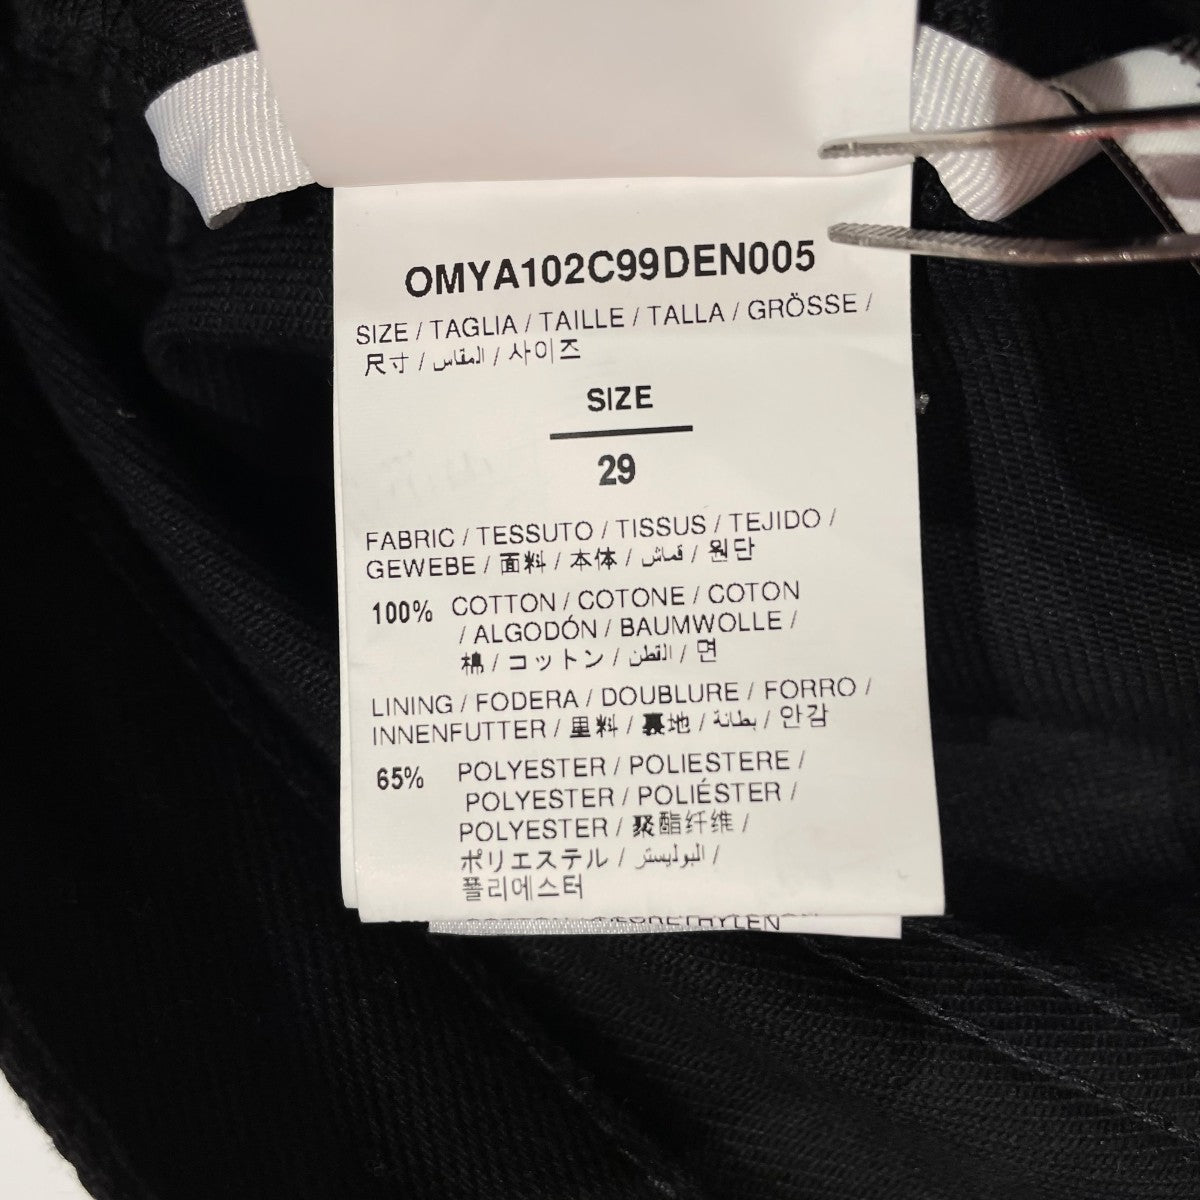 OMYA102C99DEN005
SIZE / TAGLIA / TAILLE / TALLA / GRÖSSE /
尺寸 / المقاس / 사이즈
SIZE
29
FABRIC / TESSUTO / TISSUS / TEJIDO /
GEWEBE / 面料 / 本体 / قماش / 원단
100% COTTON / COTONE / COTON
/ ALGODÓN / BAUMWOLLE /
棉 / コットン / القطن / 면
LINING / FODERA / DOUBLURE / FORRO /
INNENFUTTER / 里料 / 裏地 / بطانة / 안감
65% POLYESTER / POLIESTERE /
POLYESTER / POLIÉSTER /
POLYESTER / 聚酯纤维 /
ポリエステル / البوليستر /
폴리에스터